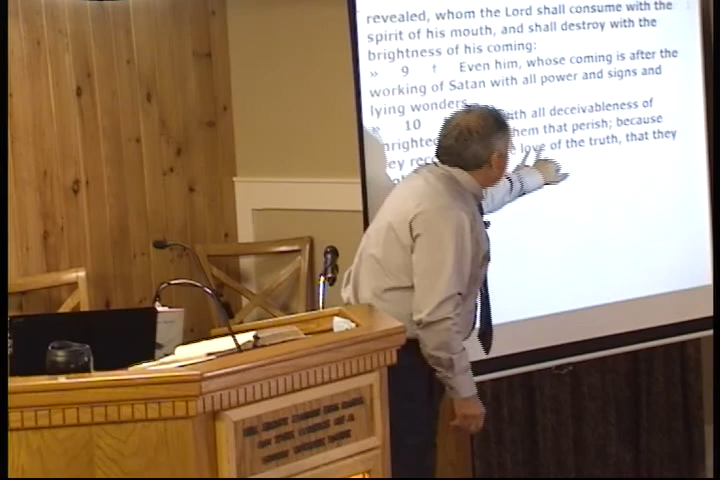 revealed, whom the Lord shall consume with the
spirit of his mouth, and shall destroy with the
brightness of his coming:
» 9 † Even him, whose coming is after the
working of Satan with all power and signs and
lying wonders,
» 10 all deceivableness of
them that perish; because
love of the truth, that they